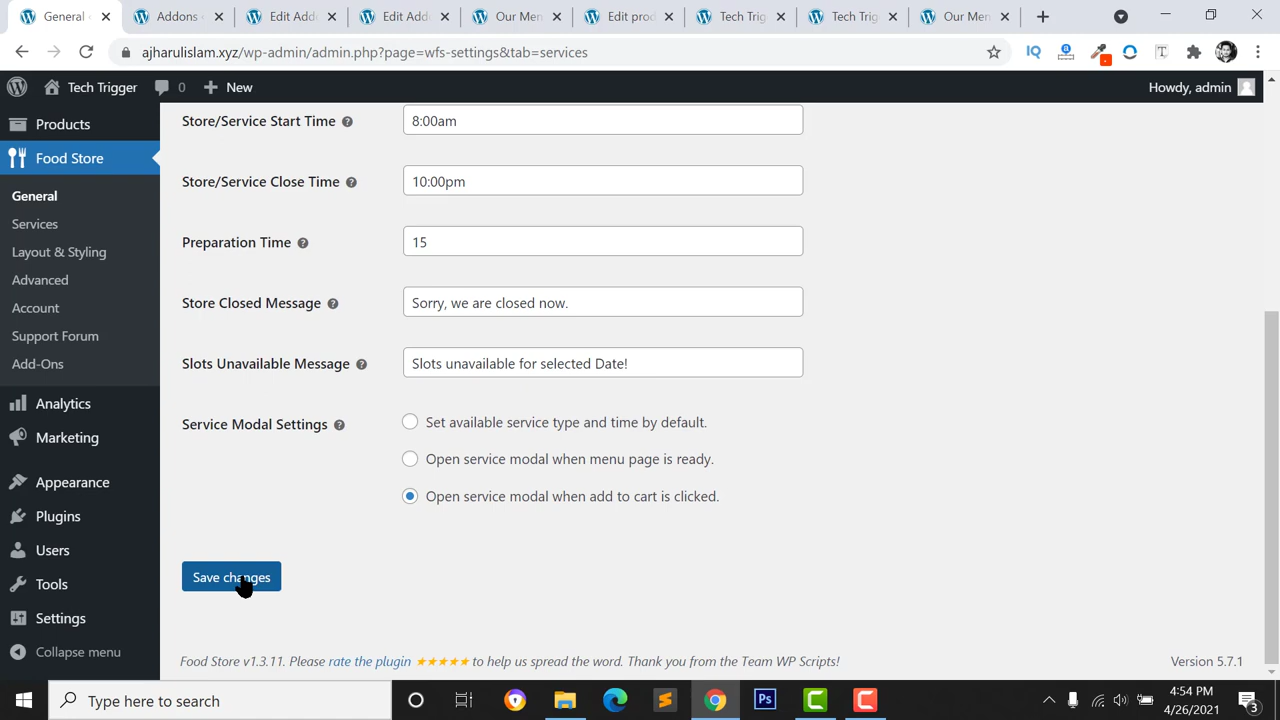 General
Addons
Edit Add
Edit Add
Our Men
Edit prod
Tech Trig
Tech Trig
Our Men
ajharulislam.xyz/wp-admin/admin.php?page=wfs-settings&tab=services
Tech Trigger
0
New
Howdy, admin
Products
Food Store
General
Services
Layout & Styling
Advanced
Account
Support Forum
Add-Ons
Analytics
Marketing
Appearance
Plugins
Users
Tools
Settings
Collapse menu
Store/Service Start Time
8:00am
Store/Service Close Time
10:00pm
Preparation Time
15
Store Closed Message
Sorry, we are closed now.
Slots Unavailable Message
Slots unavailable for selected Date!
Service Modal Settings
Set available service type and time by default.
Open service modal when menu page is ready.
Open service modal when add to cart is clicked.
Save changes
Food Store v1.3.11. Please rate the plugin ★★★★★ to help us spread the word. Thank you from the Team WP Scripts!
Version 5.7.1
Type here to search
Ps
4:54 PM
4/26/2021
3